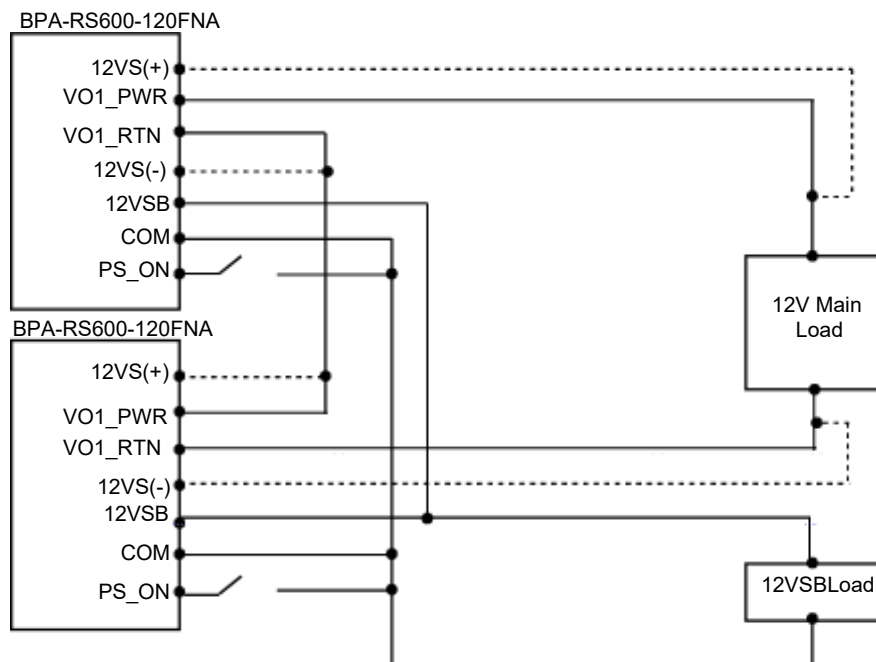 BPA-RS600-120FNA
12VS(+)
VO1_PWR
VO1_RTN
12VS(-)
12VSB
COM
PS_ON
12V Main
Load
BPA-RS600-120FNA
12VS(+)
VO1_PWR
VO1_RTN
12VS(-)
12VSB
COM
PS_ON
12VSBLoad